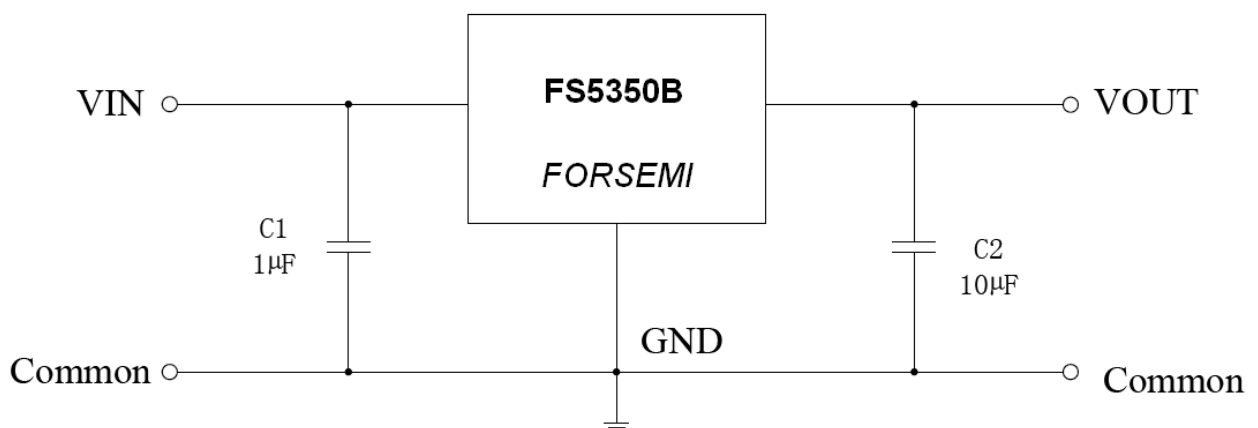 FS5350B
VIN
VOUT
FORSEMI
C1
1μF
C2
10μF
GND
Common
Common